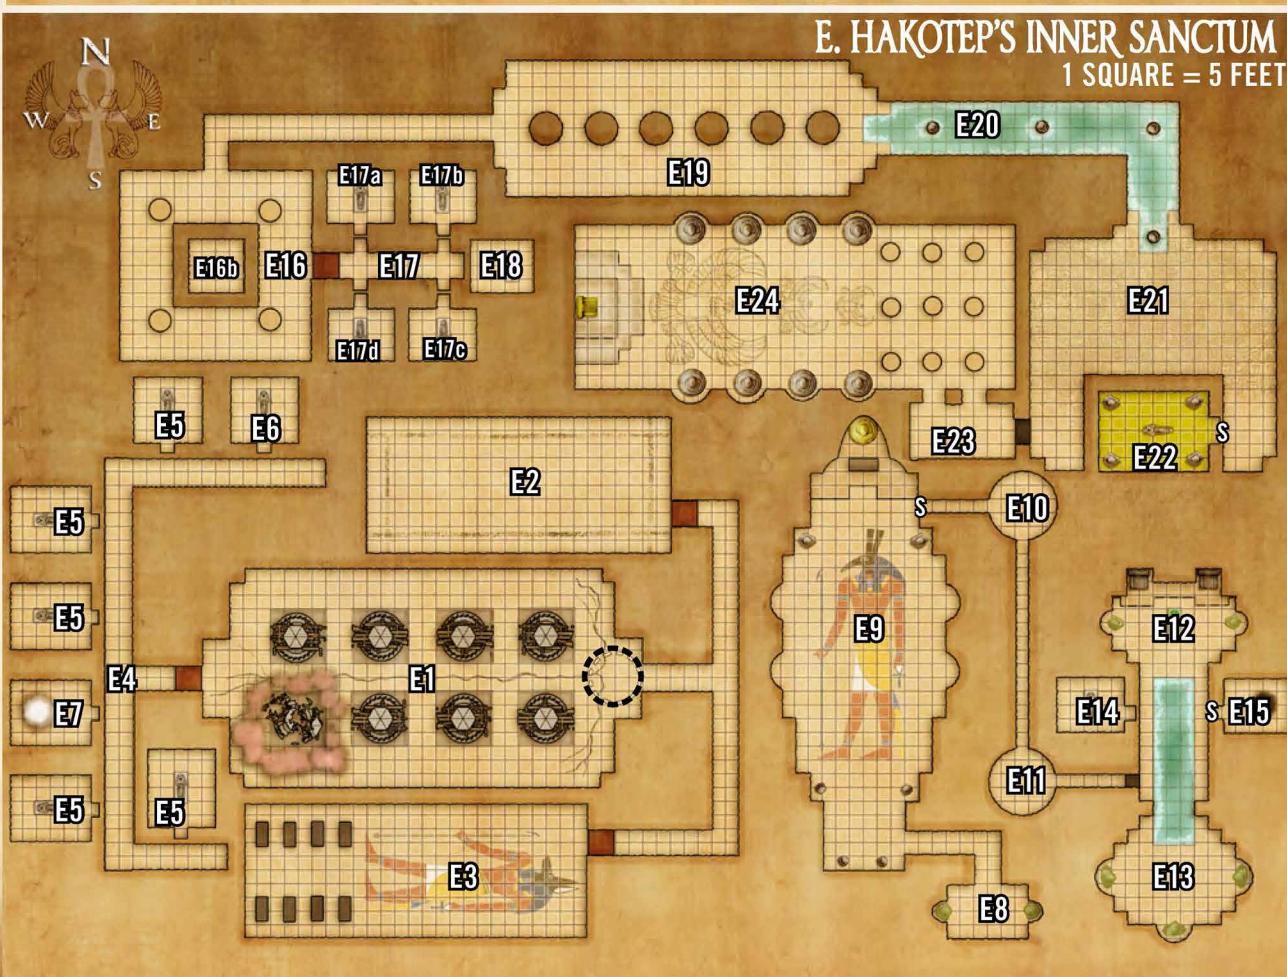 E. HAKOTEP'S INNER SANCTUM
1 SQUARE = 5 FEET
N
W E
S
E20
E19
E17a E17b
E16b E16 E17 E18
E24 E21
E17d E17c
E5 E6
E23 E22 S
E2
E10
S
E5
E5
E9 E12
E4 E1
E7 E14 S E15
E11
E5 E5
E3 E13
E8